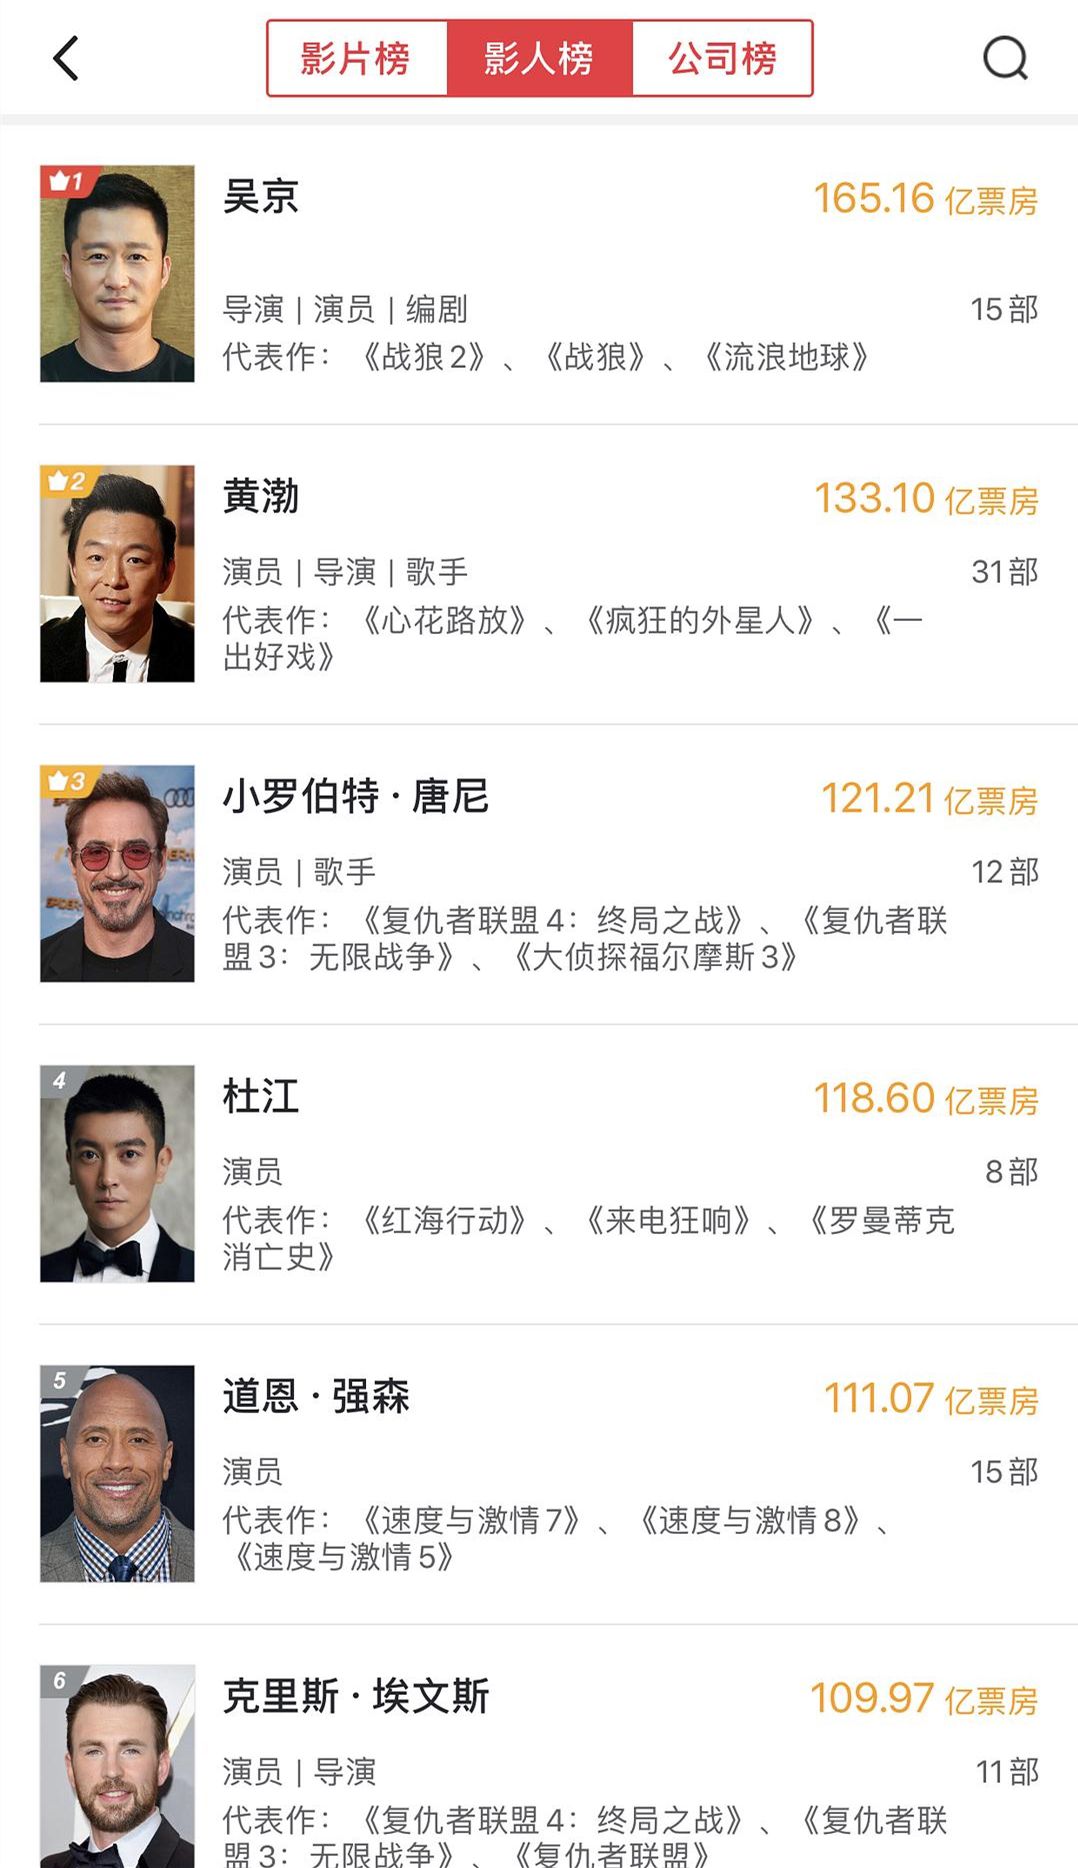 影片榜 影人榜 公司榜
1
吴京 165.16 亿票房
导演 | 演员 | 编剧 15部
代表作：《战狼2》、《战狼》、《流浪地球》
2
黄渤 133.10 亿票房
演员 | 导演 | 歌手 31部
代表作：《心花路放》、《疯狂的外星人》、《一
出好戏》
3
小罗伯特·唐尼 121.21 亿票房
演员 | 歌手 12部
代表作：《复仇者联盟4：终局之战》、《复仇者联
盟3：无限战争》、《大侦探福尔摩斯3》
4
杜江 118.60 亿票房
演员 8部
代表作：《红海行动》、《来电狂响》、《罗曼蒂克
消亡史》
5
道恩·强森 111.07 亿票房
演员 15部
代表作：《速度与激情7》、《速度与激情8》、
《速度与激情5》
6
克里斯·埃文斯 109.97 亿票房
演员 | 导演 11部
代表作：《复仇者联盟4：终局之战》、《复仇者联
盟3：无限战争》、《复仇者联盟》